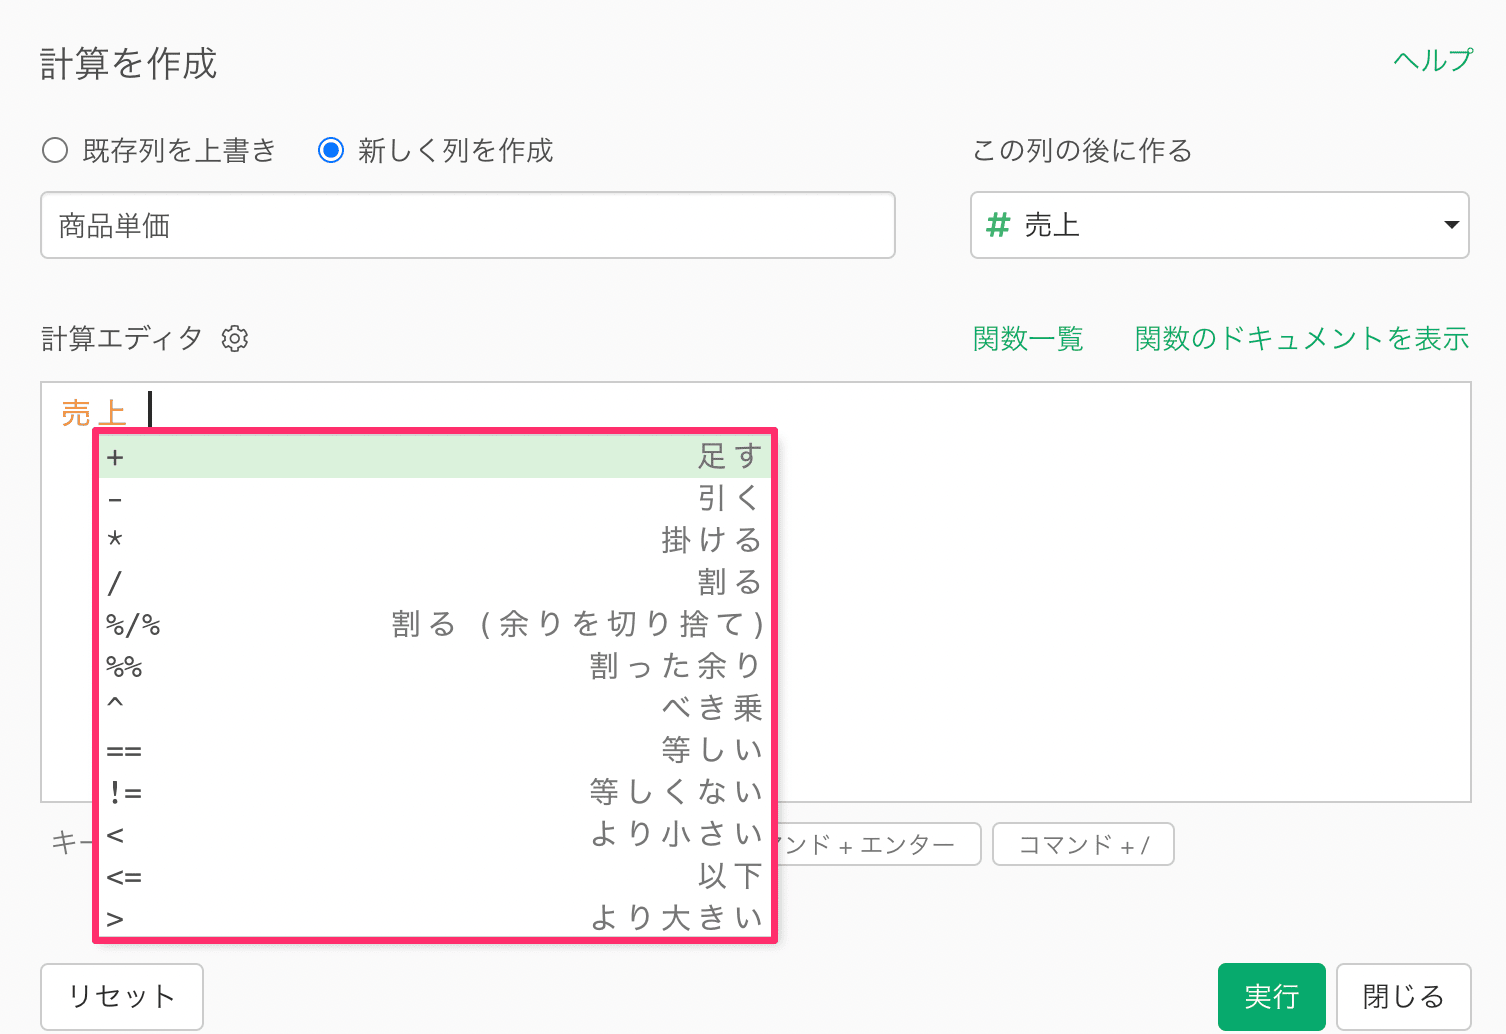 計算を作成
ヘルプ
既存列を上書き 新しく列を作成
この列の後に作る
商品単価
# 売上
計算エディタ
関数一覧 関数のドキュメントを表示
売上
+ 足す
- 引く
* 掛ける
/ 割る
%/% 割る (余りを切り捨て)
%% 割った余り
^ べき乗
== 等しい
!= 等しくない
< より小さい
<= 以下
> より大きい
キー
ンド + エンター コマンド + /
リセット
実行 閉じる